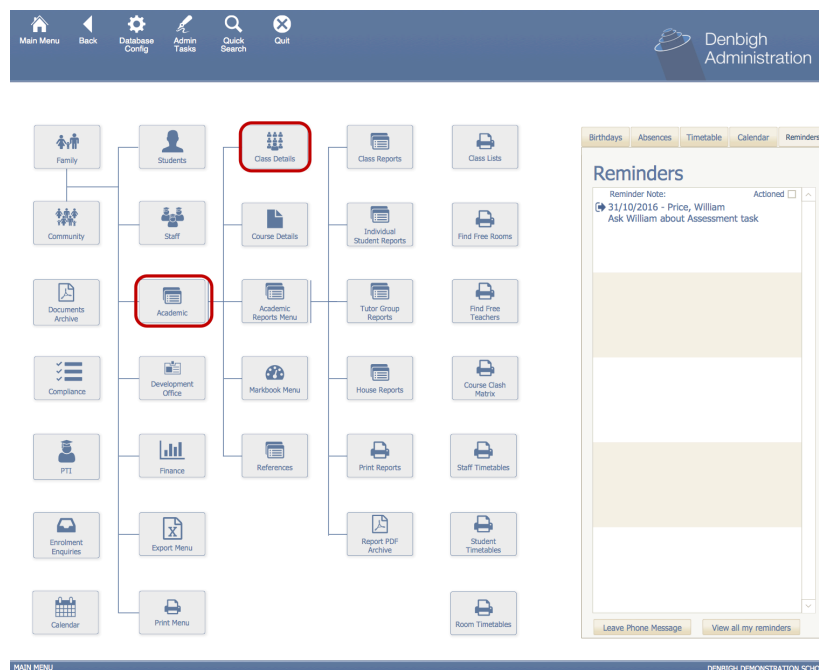 Main Menu
Back
Database
Config
Admin
Tasks
Quick
Search
Quit
Denbigh
Administration
Family
Students
Class Details
Class Reports
Class Lists
Community
Staff
Course Details
Individual
Student Reports
Find Free Rooms
Documents
Archive
Academic
Academic
Reports Menu
Tutor Group
Reports
Find Free
Teachers
Compliance
Development
Office
Markbook Menu
House Reports
Course Clash
Matrix
PTI
Finance
References
Print Reports
Staff Timetables
Enrolment
Enquiries
X
Export Menu
Report PDF
Archive
Student
Timetables
Calendar
Print Menu
Room Timetables
Birthdays
Absences
Timetable
Calendar
Reminders
Reminders
Reminder Note: Actioned
31/10/2016 - Price, William
Ask William about Assessment task
Leave Phone Message
View all my reminders
MAIN MENU
DENBIGH DEMONSTRATION SCHO